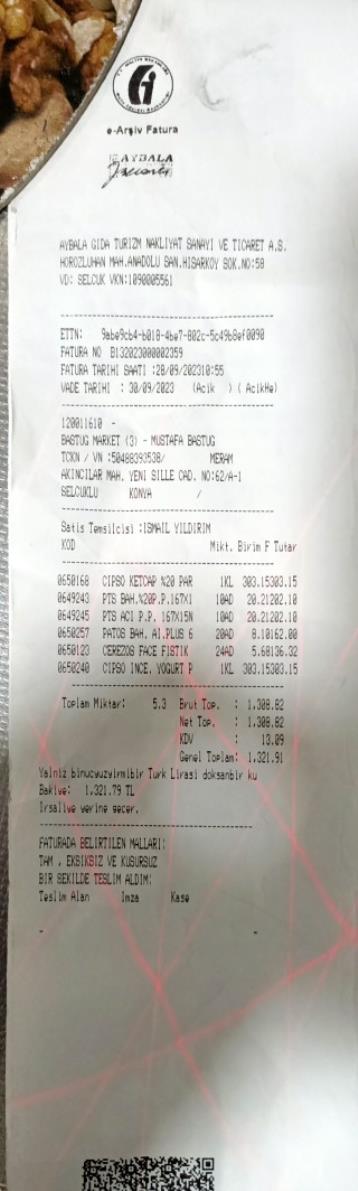 e-Arşiv Fatura
AYBALA
AYBALA GIDA TURIZM NAKLIYAT SANAYI VE TICARET A.S.
HOROZLUHAN MAH.ANADOLU SAN.HISARKOY SOK.NO:58
VD: SELCUK VKN:1090005561
ETTN: 9abe9cb4-b018-4be7-802c-5c49b8ef0090
FATURA NO B132023000002359
FATURA TARIHI SAATI :28/09/202310:55
VADE TARIHI : 30/09/2023 (Acik ) ( AcikHe)
120011610 -
BASTUG MARKET (3) - MUSTAFA BASTUG
TCKN / VN :50488393538/ MERAM
AKINCILAR MAH. YENI SILLE CAD. NO:62/A-1
SELCUKLU KONYA /
Satis Temsilcisi :ISMAIL YILDIRIM
KOD Mikt. Birim F Tutar
0650168 CIPSO KETCAP %20 PAR 1KL 303.15303.15
0649243 PTS BAH.%20P.P.167X1 10AD 20.21202.10
0649245 PTS ACI P.P. 167X15N 10AD 20.21202.10
0650257 PATOS BAH. AI.PLUS 6 20AD 8.10162.00
0650123 CEREZOS FACE FISTIK 24AD 5.68136.32
0650240 CIPSO INCE. YOGURT P 1KL 303.15303.15
Toplam Miktar: 5.3 Brut Top. : 1,308.82
Net Top. : 1,308.82
KDV : 13.09
Genel Toplam: 1,321.91
Yalniz binucyuzyirmibir Turk Lirasi doksanbir ku
Bakiye: 1,321.79 TL
Irsaliye yerine gecer.
FATURADA BELIRTILEN MALLARI:
TAM , EKSIKSIZ VE KUSURSUZ
BIR SEKILDE TESLIM ALDIM:
Teslim Alan Imza Kase
- -